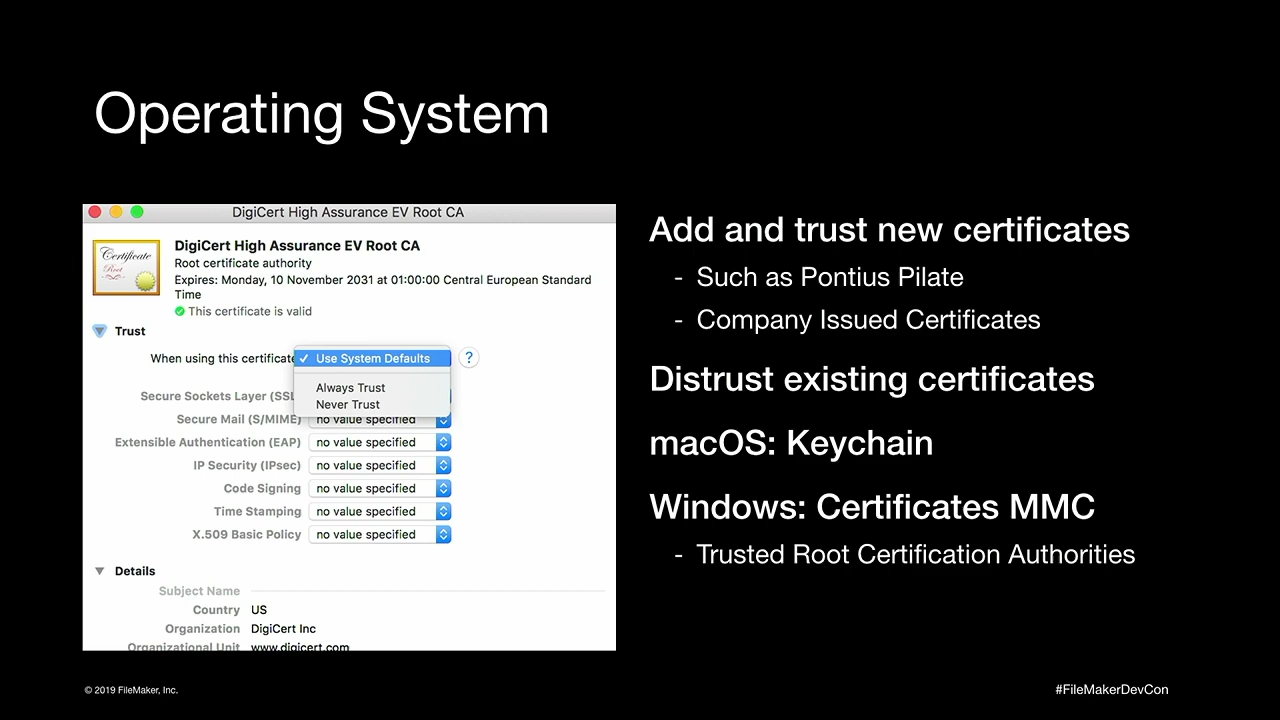 Operating System
DigiCert High Assurance EV Root CA
DigiCert High Assurance EV Root CA
Root certificate authority
Expires: Monday, 10 November 2031 at 01:00:00 Central European Standard
Time
This certificate is valid
Certificate
Root
Trust
When using this certificate
✓ Use System Defaults
?
Always Trust
Never Trust
Secure Sockets Layer (SSL
Secure Mail (S/MIME) no value specified
Extensible Authentication (EAP) no value specified
IP Security (IPsec) no value specified
Code Signing no value specified
Time Stamping no value specified
X.509 Basic Policy no value specified
Details
Subject Name
Country US
Organization DigiCert Inc
Organizational Unit www.digicert.com
Add and trust new certificates
- Such as Pontius Pilate
- Company Issued Certificates
Distrust existing certificates
macOS: Keychain
Windows: Certificates MMC
- Trusted Root Certification Authorities
© 2019 FileMaker, Inc.
#FileMakerDevCon